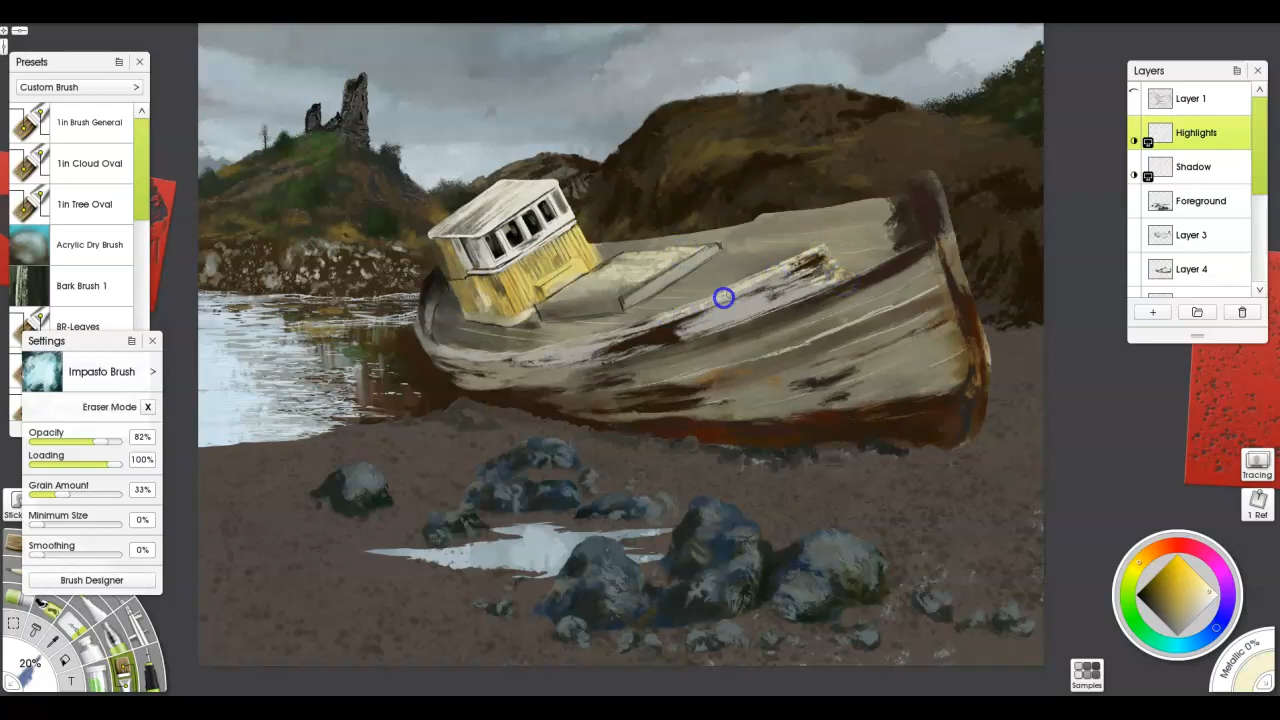 Presets
Custom Brush >
1in Brush General
1in Cloud Oval
1in Tree Oval
Acrylic Dry Brush
Bark Brush 1
BR-Leaves
Settings
Impasto Brush >
Eraser Mode X
Opacity
82%
Loading
100%
Grain Amount
33%
Minimum Size
0%
Smoothing
0%
Brush Designer
20%
T
Layers
Layer 1
Highlights
Shadow
Foreground
Layer 3
Layer 4
+
Tracing
1 Ref
Samples
Metallic 0%